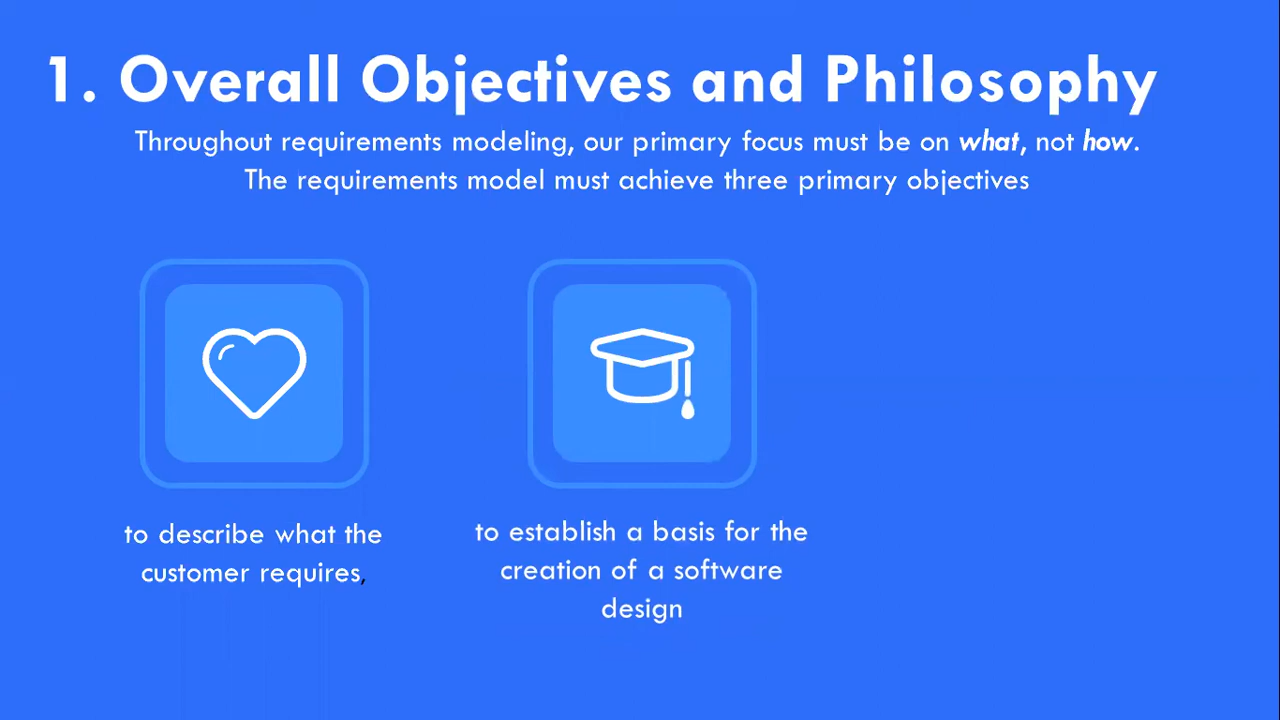 1. Overall Objectives and Philosophy
Throughout requirements modeling, our primary focus must be on what, not how.
The requirements model must achieve three primary objectives
to describe what the
customer requires,
to establish a basis for the
creation of a software
design